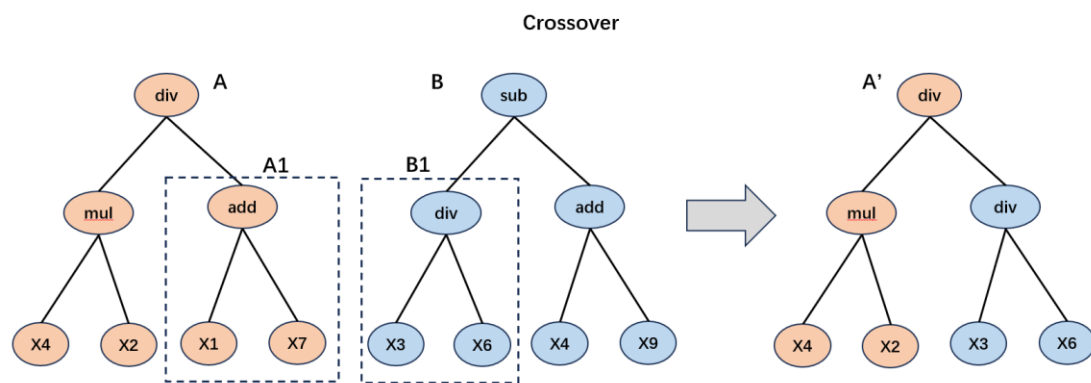 Crossover
A
B
A’
div
sub
div
A1
B1
mul
add
div
add
mul
div
X4
X2
X1
X7
X3
X6
X4
X9
X4
X2
X3
X6